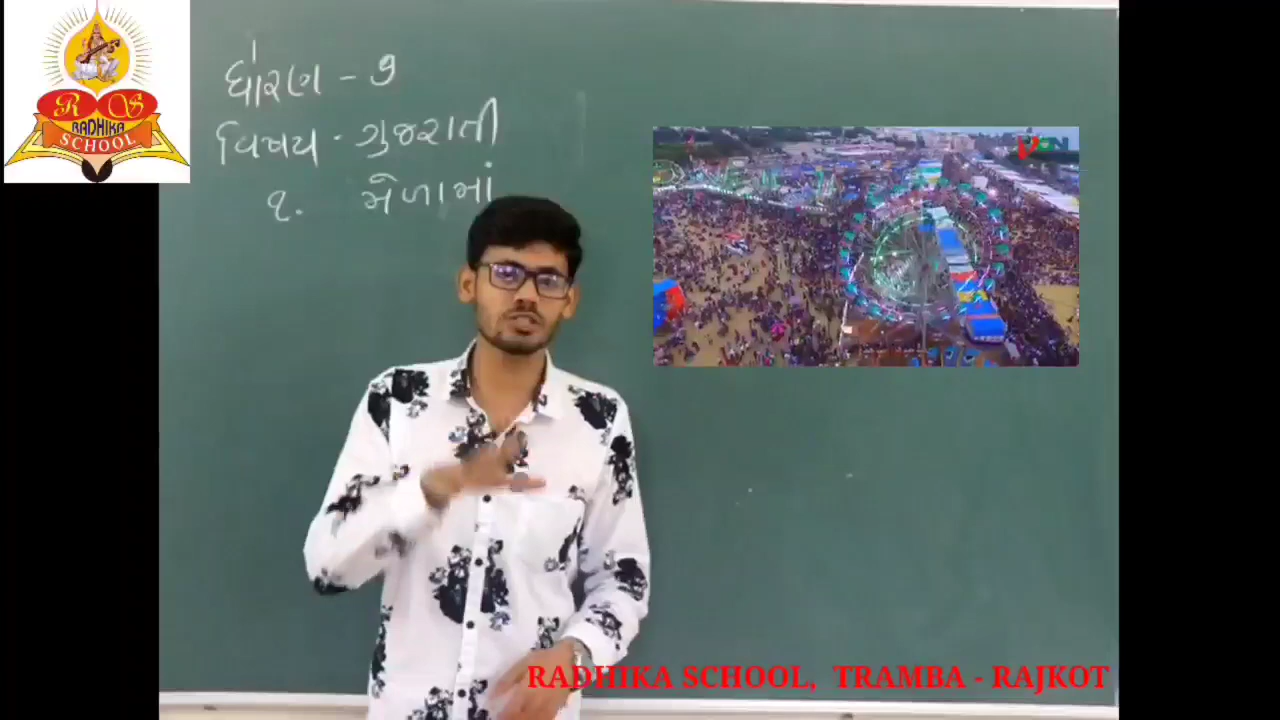 R S
RADHIKA
SCHOOL
ધોરણ - ૭
વિષય - ગુજરાતી
૧. મેળામાં
RADHIKA SCHOOL, TRAMBA - RAJKOT